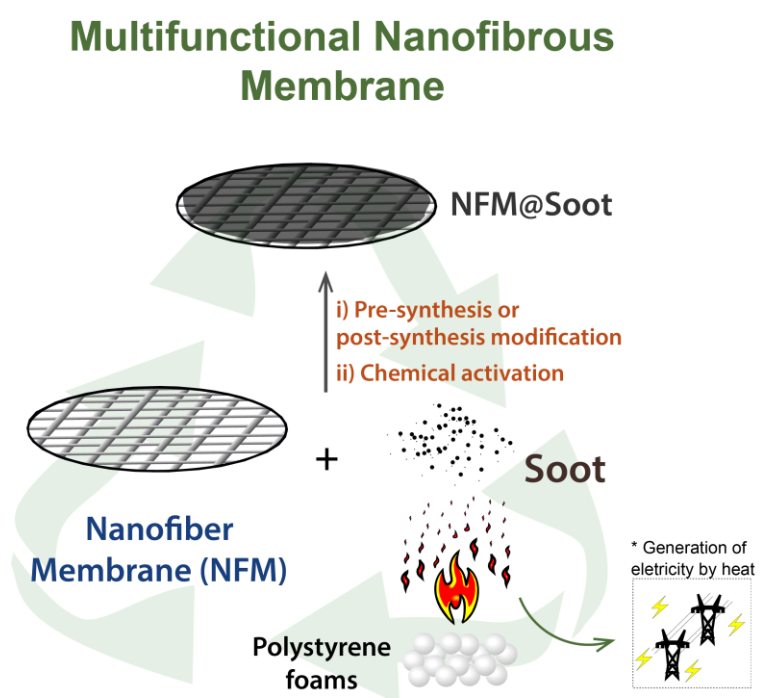 Multifunctional Nanofibrous
Membrane
NFM@Soot
i) Pre-synthesis or
post-synthesis modification
ii) Chemical activation
+
Soot
Nanofiber
Membrane (NFM)
* Generation of
eletricity by heat
Polystyrene
foams